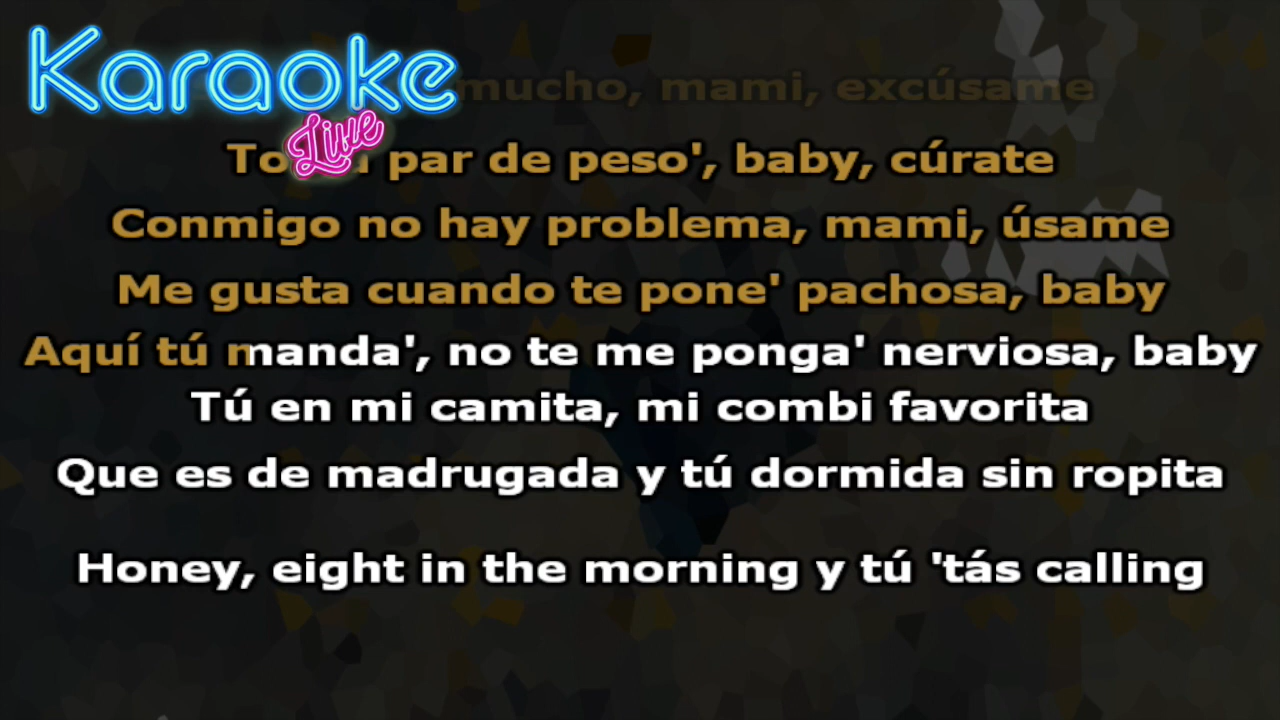 Karaoke
Live
mucho, mami, excúsame
par de peso', baby, cúrate
Conmigo no hay problema, mami, úsame
Me gusta cuando te pone' pachosa, baby
Aquí tú manda', no te me ponga' nerviosa, baby
Tú en mi camita, mi combi favorita
Que es de madrugada y tú dormida sin ropita
Honey, eight in the morning y tú 'tás calling